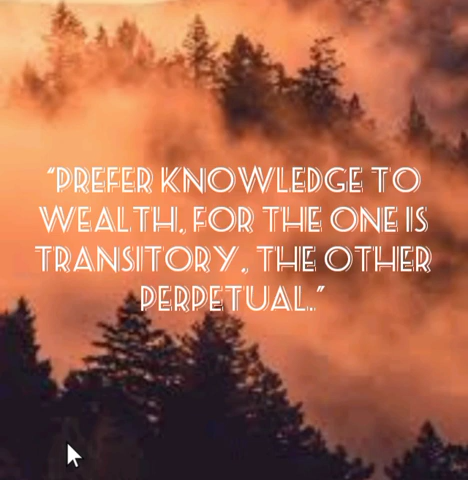 “PREFER KNOWLEDGE TO
WEALTH, FOR THE ONE IS
TRANSITORY, THE OTHER
PERPETUAL.”